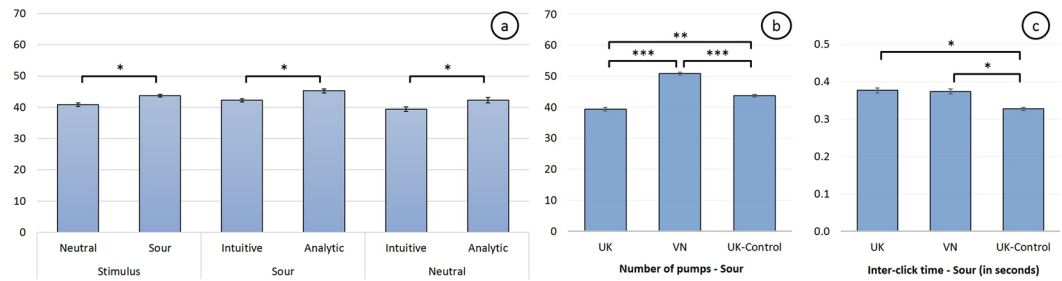 a
70
60
50
40
30
20
10
0
* * *
Neutral Sour Intuitive Analytic Intuitive Analytic
Stimulus Sour Neutral
b
70
60
50
40
30
20
10
0
**
*** ***
UK VN UK-Control
Number of pumps - Sour
c
0.5
0.4
0.3
0.2
0.1
0.0
*
*
UK VN UK-Control
Inter-click time - Sour (in seconds)